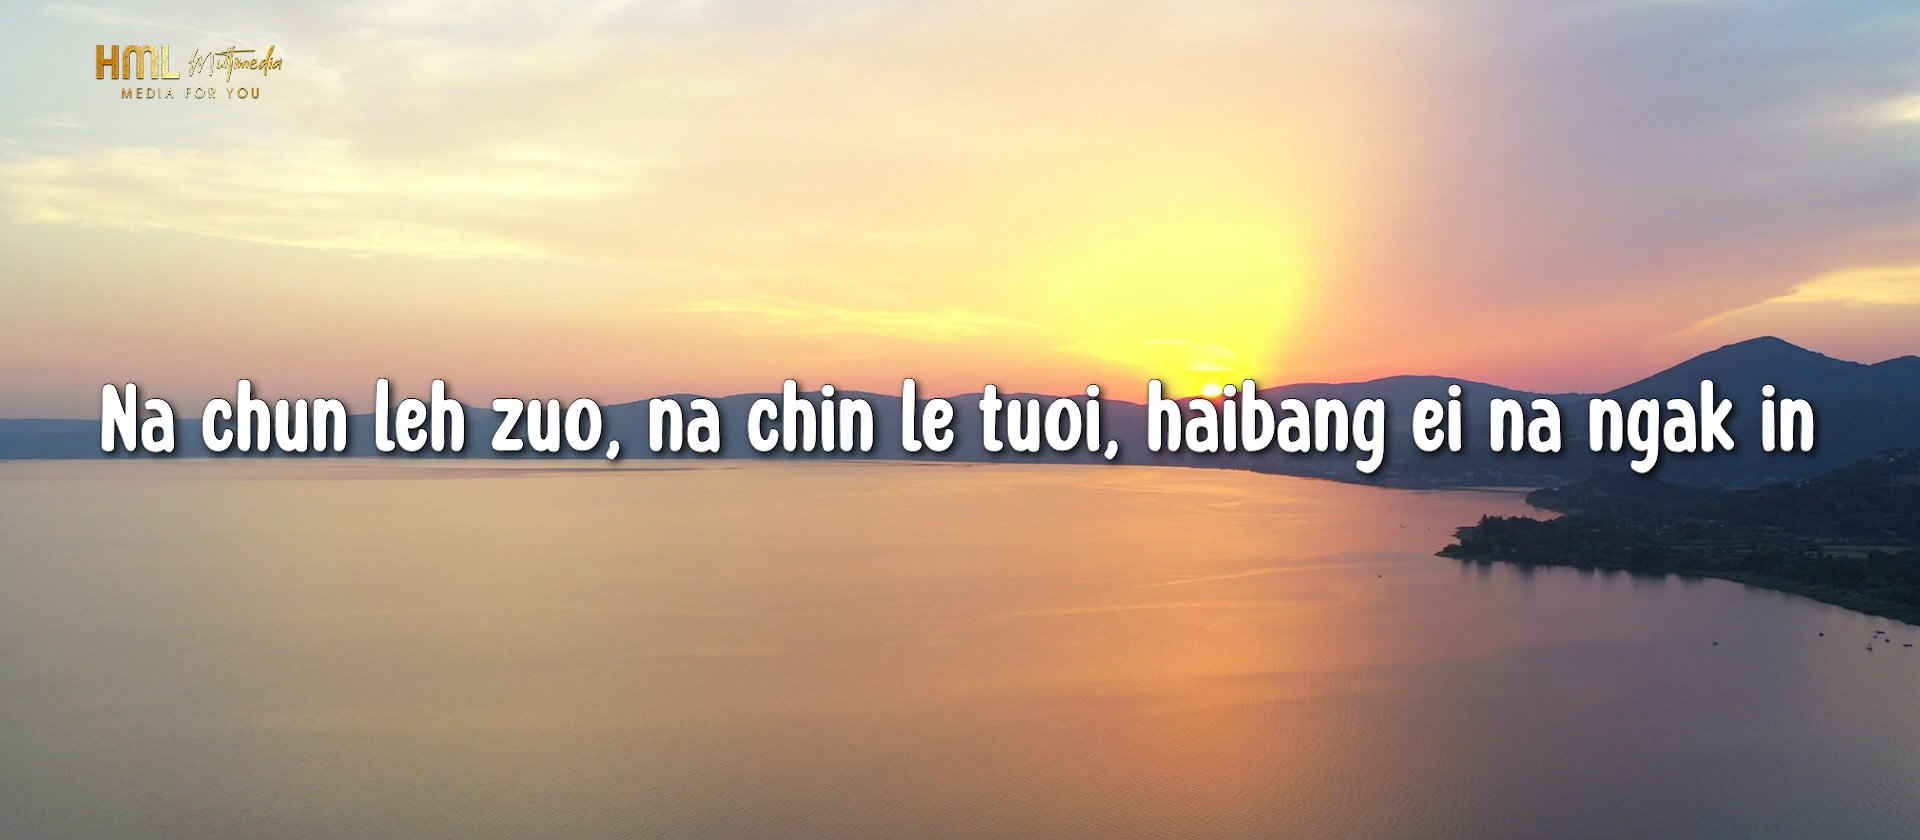 HML Multimedia
MEDIA FOR YOU
Na chun leh zuo, na chin le tuoi, haibang ei na ngak in